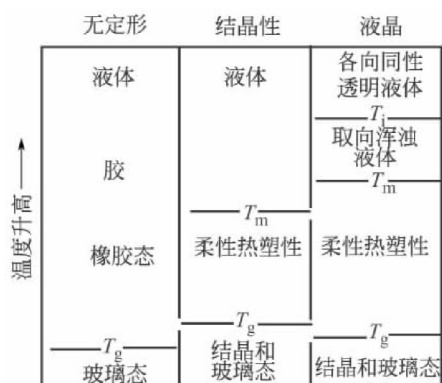 无定形
结晶性
液晶
温度升高
液体
胶
橡胶态
Tg
玻璃态
液体
Tm
柔性热塑性
Tg
结晶和
玻璃态
各向同性
透明液体
Ti
取向浑浊
液体
Tm
柔性热塑性
Tg
结晶和玻璃态